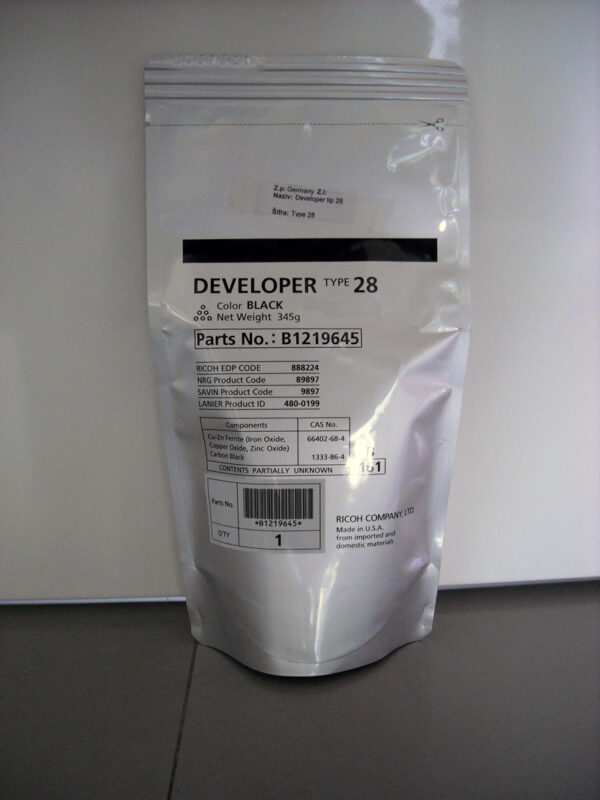 Z.p: Germany Z.I:
Naziv: Developer tip 28
Šifra: Type 28
DEVELOPER TYPE 28
Color BLACK
Net Weight 345g
Parts No.: B1219645
RICOH EDP CODE 888224
NRG Product Code 89897
SAVIN Product Code 9897
LANIER Product ID 480-0199
Components CAS No.
Cu-Zn Ferrite (Iron Oxide, 66402-68-4
Copper Oxide, Zinc Oxide)
Carbon Black 1333-86-4
CONTENTS PARTIALLY UNKNOWN
161
Parts No.
*B1219645*
Q'TY 1
RICOH COMPANY, LTD.
Made in U.S.A.
from imported and
domestic materials